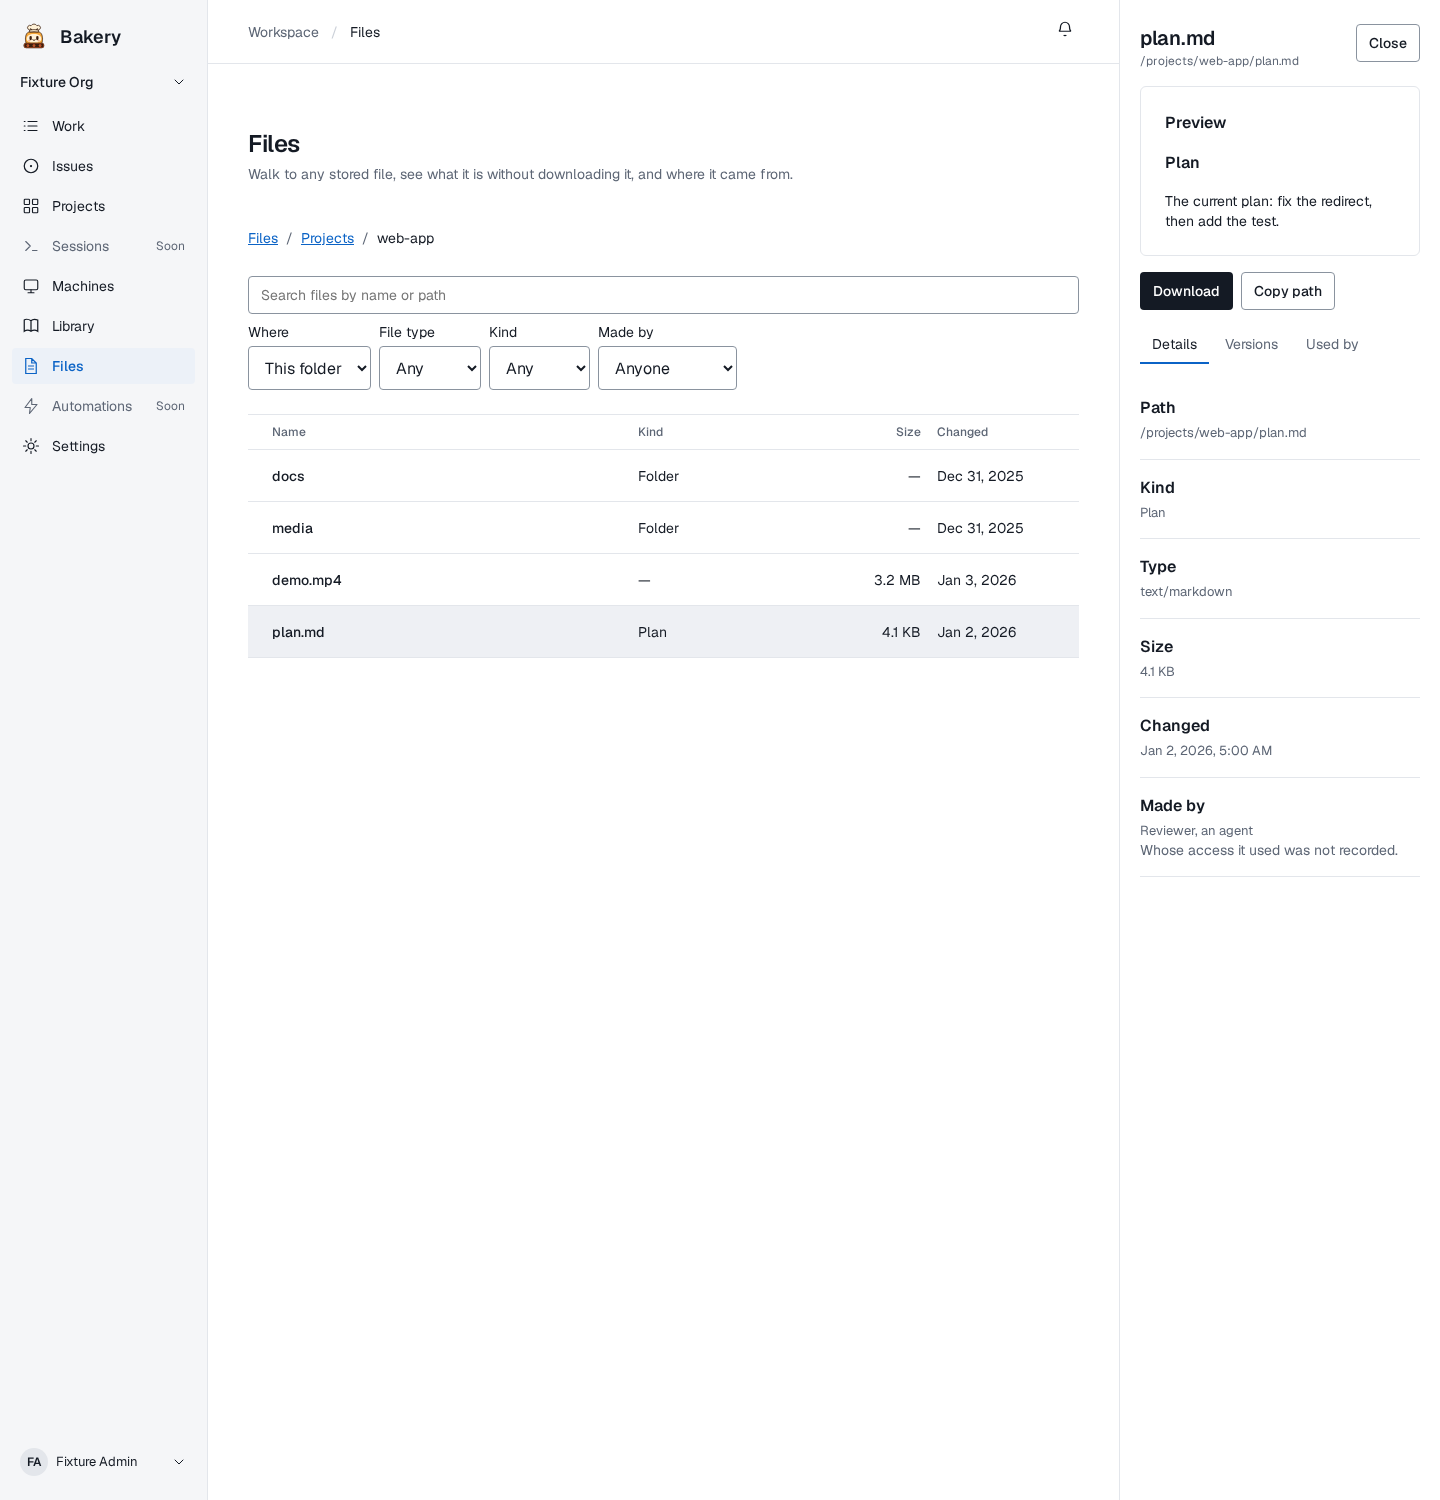 Bakery
Fixture Org
Work
Issues
Projects
Sessions Soon
Machines
Library
Files
Automations Soon
Settings
FA Fixture Admin
Workspace / Files
Files
Walk to any stored file, see what it is without downloading it, and where it came from.
Files / Projects / web-app
Search files by name or path
Where File type Kind Made by
This folder Any Any Anyone
Name Kind Size Changed
docs Folder — Dec 31, 2025
media Folder — Dec 31, 2025
demo.mp4 — 3.2 MB Jan 3, 2026
plan.md Plan 4.1 KB Jan 2, 2026
plan.md
/projects/web-app/plan.md
Close
Preview
Plan
The current plan: fix the redirect,
then add the test.
Download Copy path
Details Versions Used by
Path
/projects/web-app/plan.md
Kind
Plan
Type
text/markdown
Size
4.1 KB
Changed
Jan 2, 2026, 5:00 AM
Made by
Reviewer, an agent
Whose access it used was not recorded.